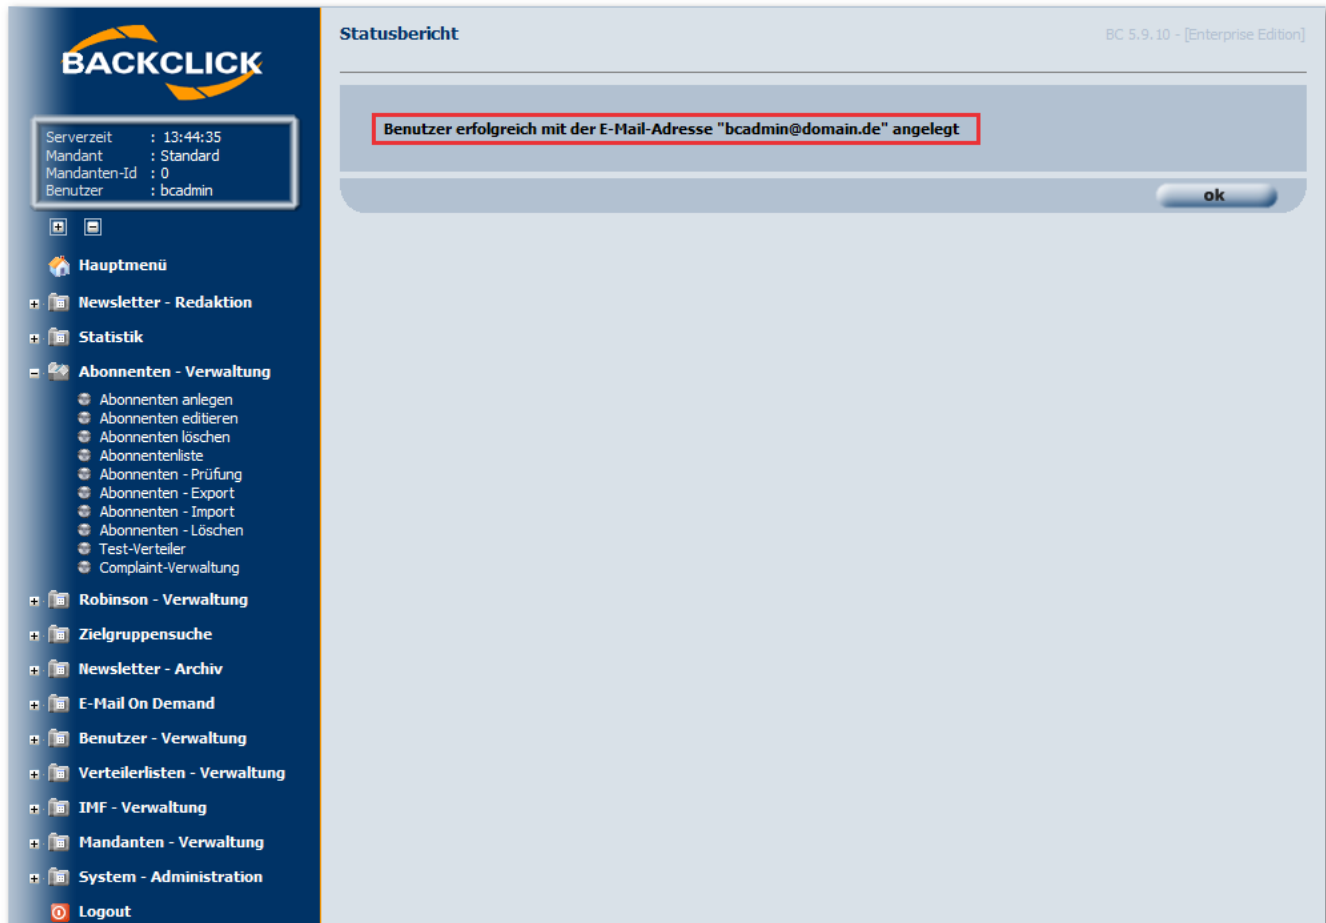 BACKCLICK
Serverzeit : 13:44:35
Mandant : Standard
Mandanten-Id : 0
Benutzer : bcadmin
Hauptmenü
Newsletter - Redaktion
Statistik
Abonnenten - Verwaltung
Abonnenten anlegen
Abonnenten editieren
Abonnenten löschen
Abonnentenliste
Abonnenten - Prüfung
Abonnenten - Export
Abonnenten - Import
Abonnenten - Löschen
Test-Verteiler
Complaint-Verwaltung
Robinson - Verwaltung
Zielgruppensuche
Newsletter - Archiv
E-Mail On Demand
Benutzer - Verwaltung
Verteilerlisten - Verwaltung
IMF - Verwaltung
Mandanten - Verwaltung
System - Administration
Logout
Statusbericht
BC 5.9.10 - [Enterprise Edition]
Benutzer erfolgreich mit der E-Mail-Adresse "bcadmin@domain.de" angelegt
ok